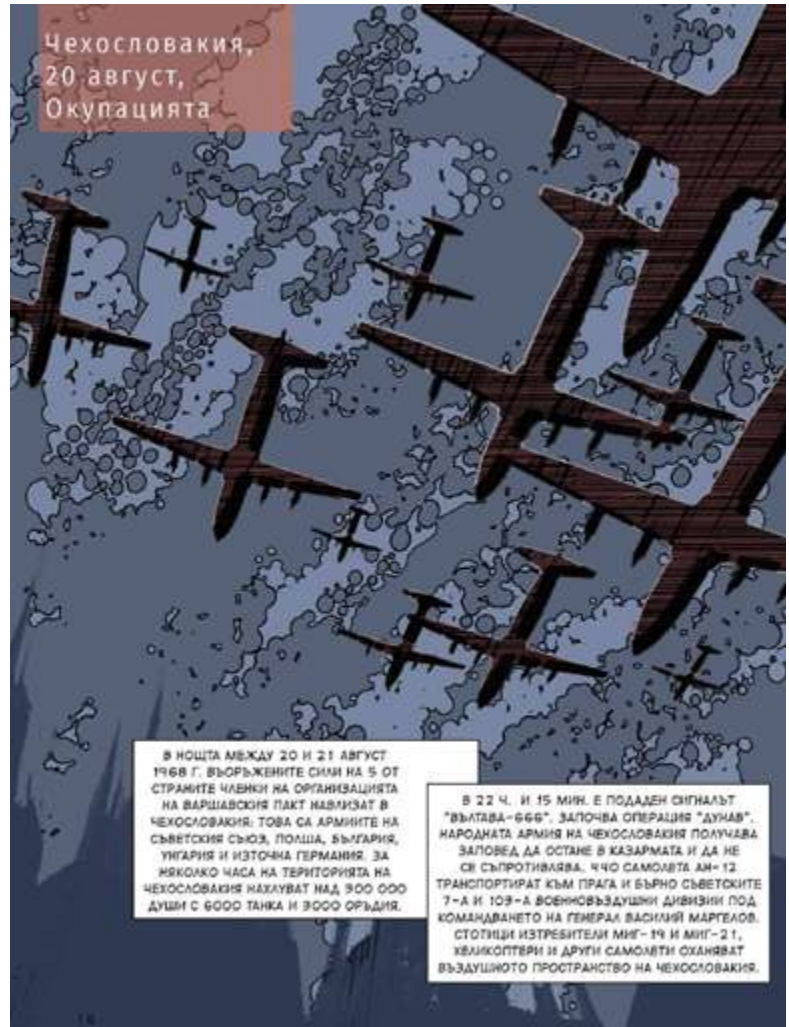 Чехословакия,
20 август,
Окупацията
В НОЩТА МЕЖДУ 20 И 21 АВГУСТ
1968 Г. ВЪОРЪЖЕНИТЕ СИЛИ НА 5 ОТ
СТРАНИТЕ ЧЛЕНКИ НА ОРГАНИЗАЦИЯТА
НА ВАРШАВСКИЯ ПАКТ НАВЛИЗАТ В
ЧЕХОСЛОВАКИЯ: ТОВА СА АРМИИТЕ НА
СЪВЕТСКИЯ СЪЮЗ, ПОЛША, БЪЛГАРИЯ,
УНГАРИЯ И ИЗТОЧНА ГЕРМАНИЯ. ЗА
НЯКОЛКО ЧАСА НА ТЕРИТОРИЯТА НА
ЧЕХОСЛОВАКИЯ НАХЛУВАТ НАД 300 000
ДУШИ С 6000 ТАНКА И 3000 ОРЪДИЯ.
В 22 Ч. И 15 МИН. Е ПОДАДЕН СИГНАЛЪТ
"ВЪЛТАВА-666". ЗАПОЧВА ОПЕРАЦИЯ "ДУНАВ".
НАРОДНАТА АРМИЯ НА ЧЕХОСЛОВАКИЯ ПОЛУЧАВА
ЗАПОВЕД ДА ОСТАНЕ В КАЗАРМАТА И ДА НЕ
СЕ СЪПРОТИВЛЯВА. 440 САМОЛЕТА АН-12
ТРАНСПОРТИРАТ КЪМ ПРАГА И БЪРНО СЪВЕТСКИТЕ
7-А И 103-А ВОЕННОВЪЗДУШНИ ДИВИЗИИ ПОД
КОМАНДВАНЕТО НА ГЕНЕРАЛ ВАСИЛИЙ МАРГЕЛОВ.
СТОТИЦИ ИЗТРЕБИТЕЛИ МИГ-19 И МИГ-21,
ХЕЛИКОПТЕРИ И ДРУГИ САМОЛЕТИ ОХАНЯВАТ
ВЪЗДУШНОТО ПРОСТРАНСТВО НА ЧЕХОСЛОВАКИЯ.